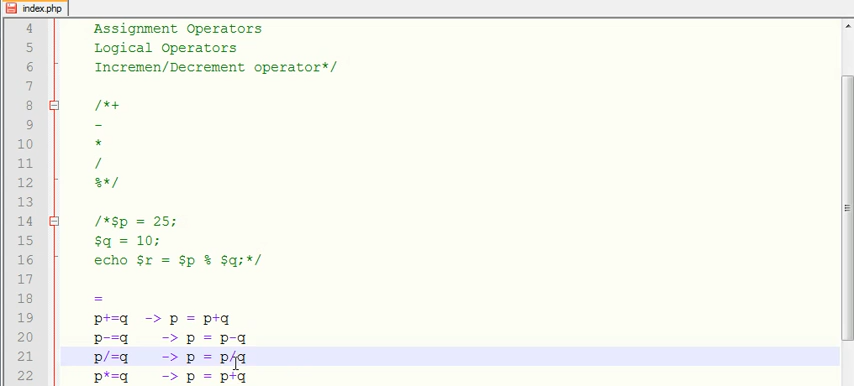 index.php
4 Assignment Operators
5 Logical Operators
6 Incremen/Decrement operator*/
7
8 /*+
9 -
10 *
11 /
12 %*/
13
14 /*$p = 25;
15 $q = 10;
16 echo $r = $p % $q;*/
17
18 =
19 p+=q -> p = p+q
20 p-=q -> p = p-q
21 p/=q -> p = p/q
22 p*=q -> p = p+q